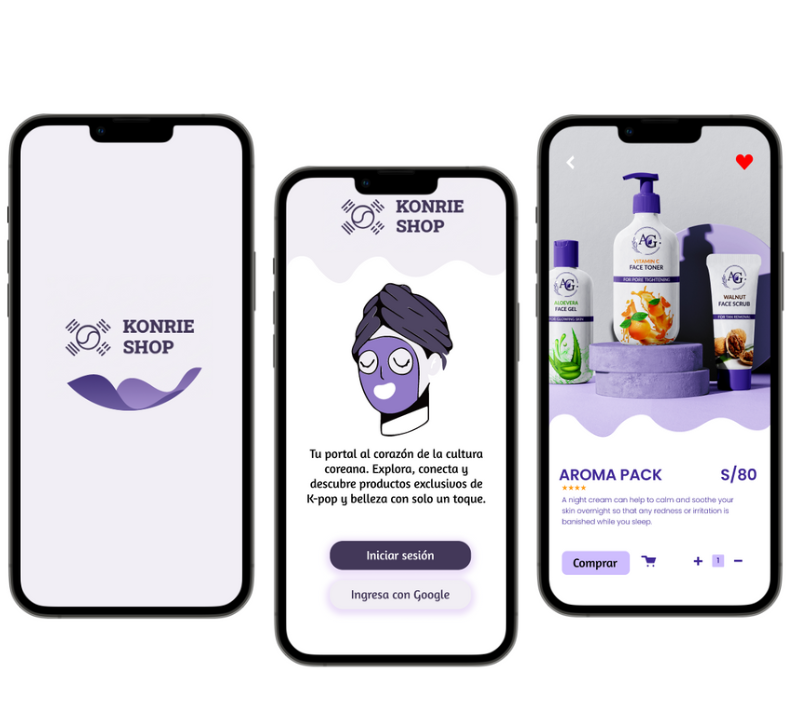 KONRIE
SHOP
KONRIE
SHOP
Tu portal al corazón de la cultura
coreana. Explora, conecta y
descubre productos exclusivos de
K-pop y belleza con solo un toque.
Iniciar sesión
Ingresa con Google
AG
VITAMIN C
FACE TONER
FOR PORE TIGHTENING
AG
ALOEVERA
FACE GEL
AG
WALNUT
FACE SCRUB
FOR TAN REMOVAL
AROMA PACK
S/80
A night cream can help to calm and soothe your
skin overnight so that any redness or irritation is
banished while you sleep.
Comprar
1